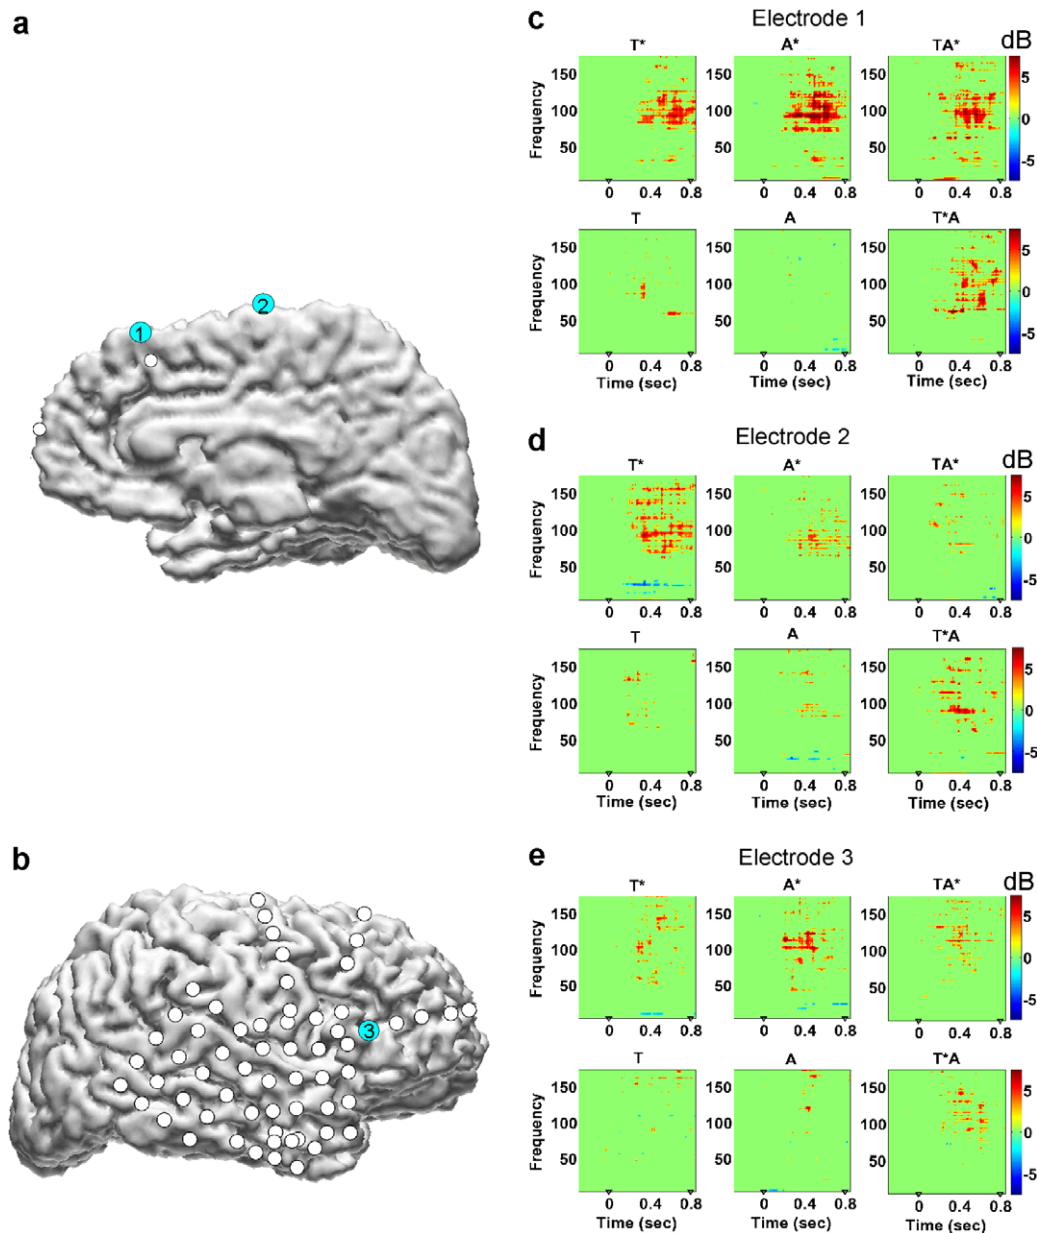 a
1
2
b
3
c
Electrode 1
T* A* TA* dB
Frequency
150 150 150 5
100 100 100 0
50 50 50 -5
0 0.4 0.8 0 0.4 0.8 0 0.4 0.8
T A T*A
Frequency
150 150 150 5
100 100 100 0
50 50 50 -5
0 0.4 0.8 0 0.4 0.8 0 0.4 0.8
Time (sec) Time (sec) Time (sec)
d
Electrode 2
T* A* TA* dB
Frequency
150 150 150 5
100 100 100 0
50 50 50 -5
0 0.4 0.8 0 0.4 0.8 0 0.4 0.8
T A T*A
Frequency
150 150 150 5
100 100 100 0
50 50 50 -5
0 0.4 0.8 0 0.4 0.8 0 0.4 0.8
Time (sec) Time (sec) Time (sec)
e
Electrode 3
T* A* TA* dB
Frequency
150 150 150 5
100 100 100 0
50 50 50 -5
0 0.4 0.8 0 0.4 0.8 0 0.4 0.8
T A T*A
Frequency
150 150 150 5
100 100 100 0
50 50 50 -5
0 0.4 0.8 0 0.4 0.8 0 0.4 0.8
Time (sec) Time (sec) Time (sec)